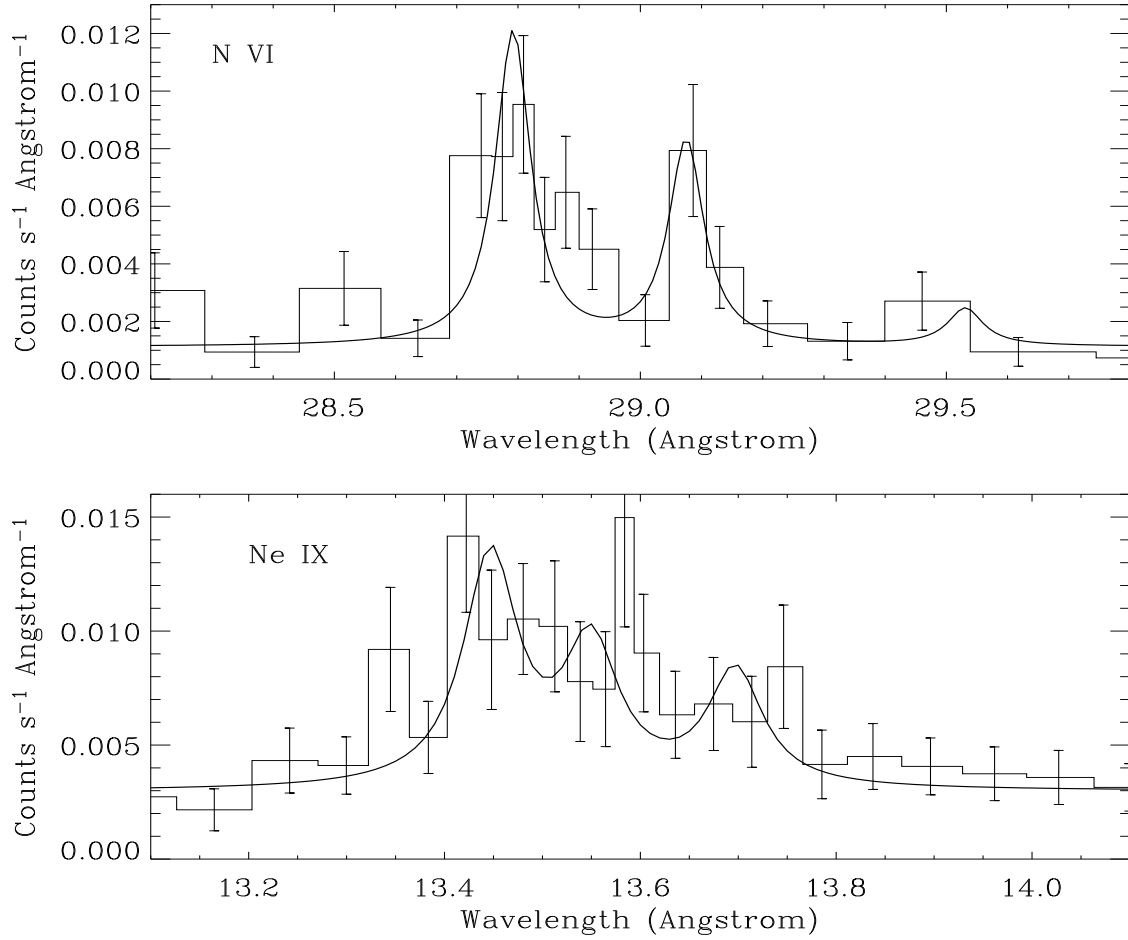 N VI
Counts s⁻¹ Angstrom⁻¹
0.012
0.010
0.008
0.006
0.004
0.002
0.000
28.5 29.0 29.5
Wavelength (Angstrom)
Ne IX
Counts s⁻¹ Angstrom⁻¹
0.015
0.010
0.005
0.000
13.2 13.4 13.6 13.8 14.0
Wavelength (Angstrom)